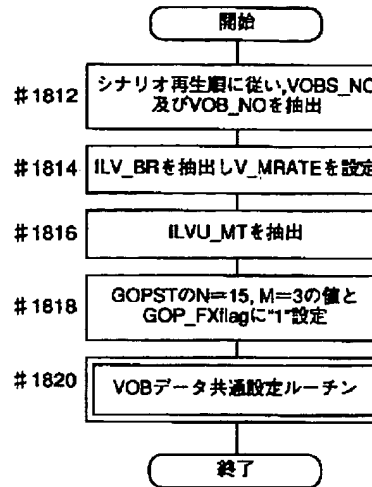 開始
#1812
シナリオ再生順に従い,VOBS_NO
及びVOB_NOを抽出
#1814
ILV_BRを抽出しV_MRATEを設定
#1816
ILVU_MTを抽出
#1818
GOPSTのN=15, M=3の値と
GOP_FXflagに"1"設定
#1820
VOBデータ共通設定ルーチン
終了